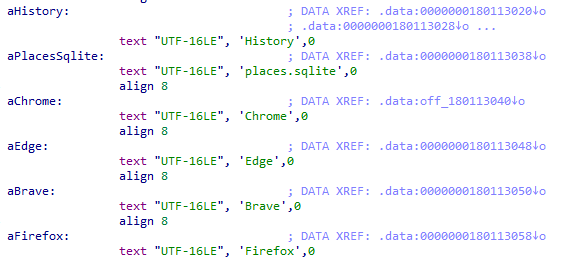 aHistory: ; DATA XREF: .data:0000000180113020↓o
; .data:0000000180113028↓o ...
text "UTF-16LE", 'History',0
aPlacesSqlite: ; DATA XREF: .data:0000000180113038↓o
text "UTF-16LE", 'places.sqlite',0
align 8
aChrome: ; DATA XREF: .data:off_180113040↓o
text "UTF-16LE", 'Chrome',0
align 8
aEdge: ; DATA XREF: .data:0000000180113048↓o
text "UTF-16LE", 'Edge',0
align 8
aBrave: ; DATA XREF: .data:0000000180113050↓o
text "UTF-16LE", 'Brave',0
align 8
aFirefox: ; DATA XREF: .data:0000000180113058↓o
text "UTF-16LE", 'Firefox',0